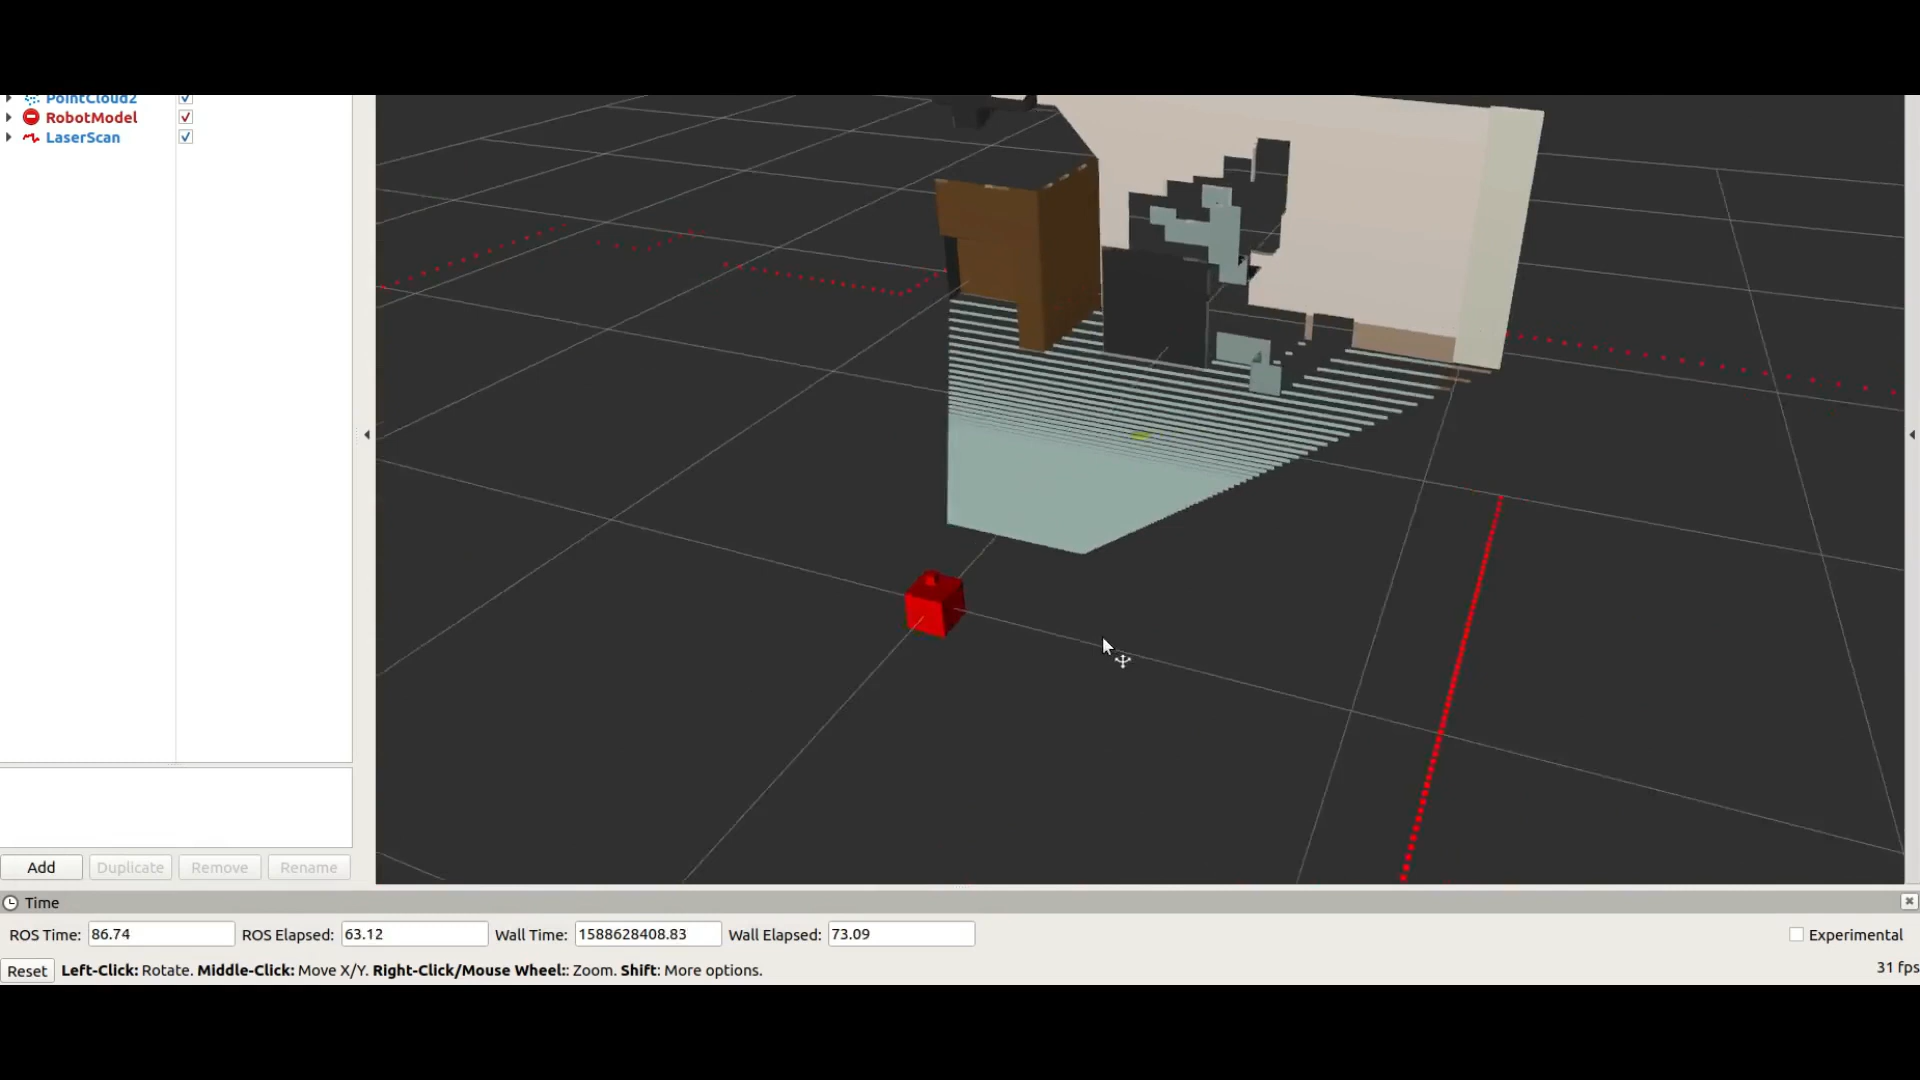 PointCloud2
RobotModel
LaserScan
Add Duplicate Remove Rename
Time
ROS Time: 86.74 ROS Elapsed: 63.12 Wall Time: 1588628408.83 Wall Elapsed: 73.09 Experimental
Reset Left-Click: Rotate. Middle-Click: Move X/Y. Right-Click/Mouse Wheel:: Zoom. Shift: More options. 31 fps